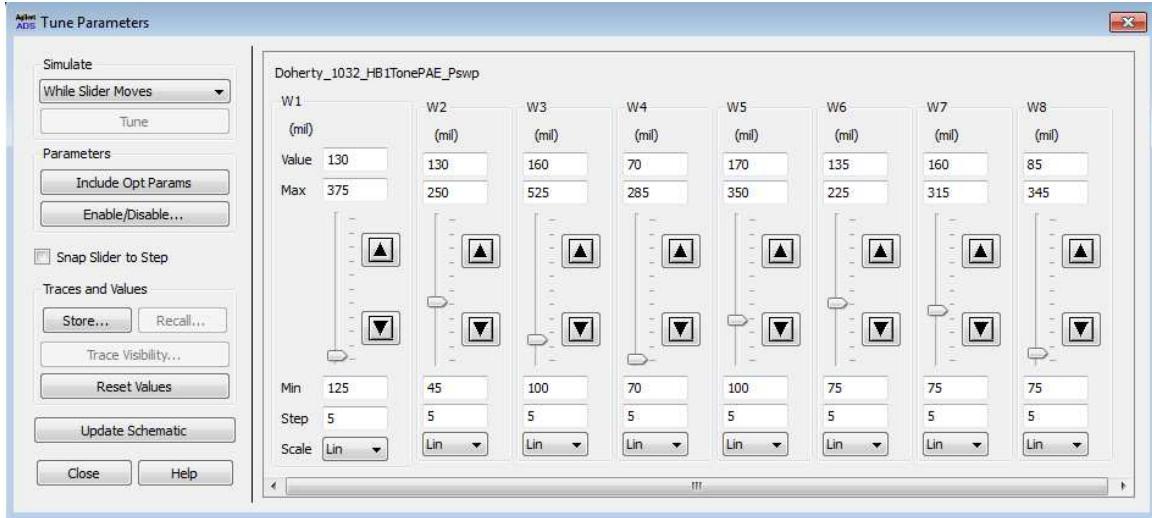 Agilent
ADS
Tune Parameters
Simulate
While Slider Moves
Tune
Parameters
Include Opt Params
Enable/Disable...
Snap Slider to Step
Traces and Values
Store... Recall...
Trace Visibility...
Reset Values
Update Schematic
Close Help
Doherty_1032_HB1TonePAE_Pswp
W1 W2 W3 W4 W5 W6 W7 W8
(mil) (mil) (mil) (mil) (mil) (mil) (mil) (mil)
Value 130 130 160 70 170 135 160 85
Max 375 250 525 285 350 225 315 345
Min 125 45 100 70 100 75 75 75
Step 5 5 5 5 5 5 5 5
Scale Lin Lin Lin Lin Lin Lin Lin Lin